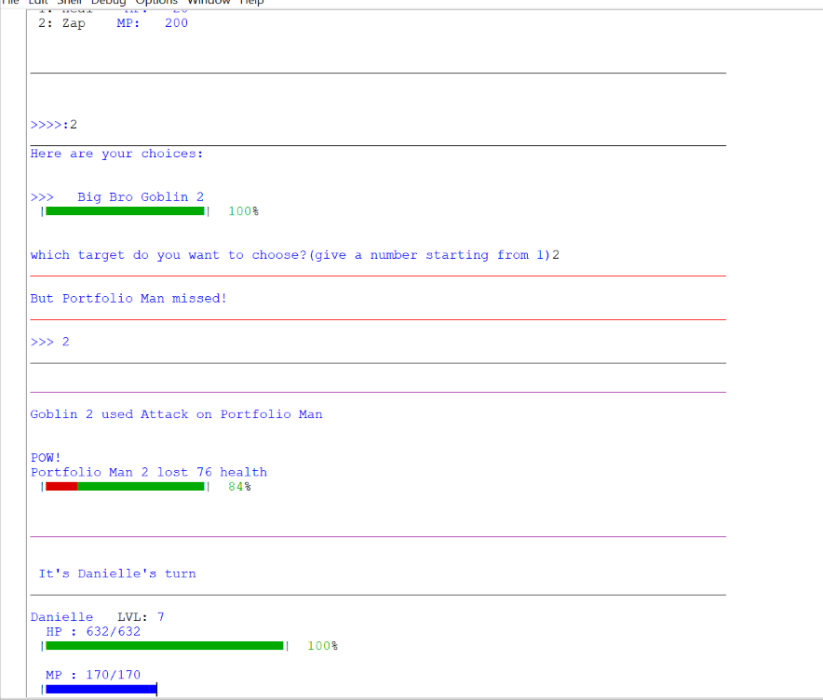 File Edit Shell Debug Options Window Help
2: Zap MP: 200
>>>>:2
Here are your choices:
>>> Big Bro Goblin 2
| | 100%
which target do you want to choose?(give a number starting from 1)2
But Portfolio Man missed!
>>> 2
Goblin 2 used Attack on Portfolio Man
POW!
Portfolio Man 2 lost 76 health
| | 84%
It's Danielle's turn
Danielle LVL: 7
HP : 632/632
| | 100%
MP : 170/170
|